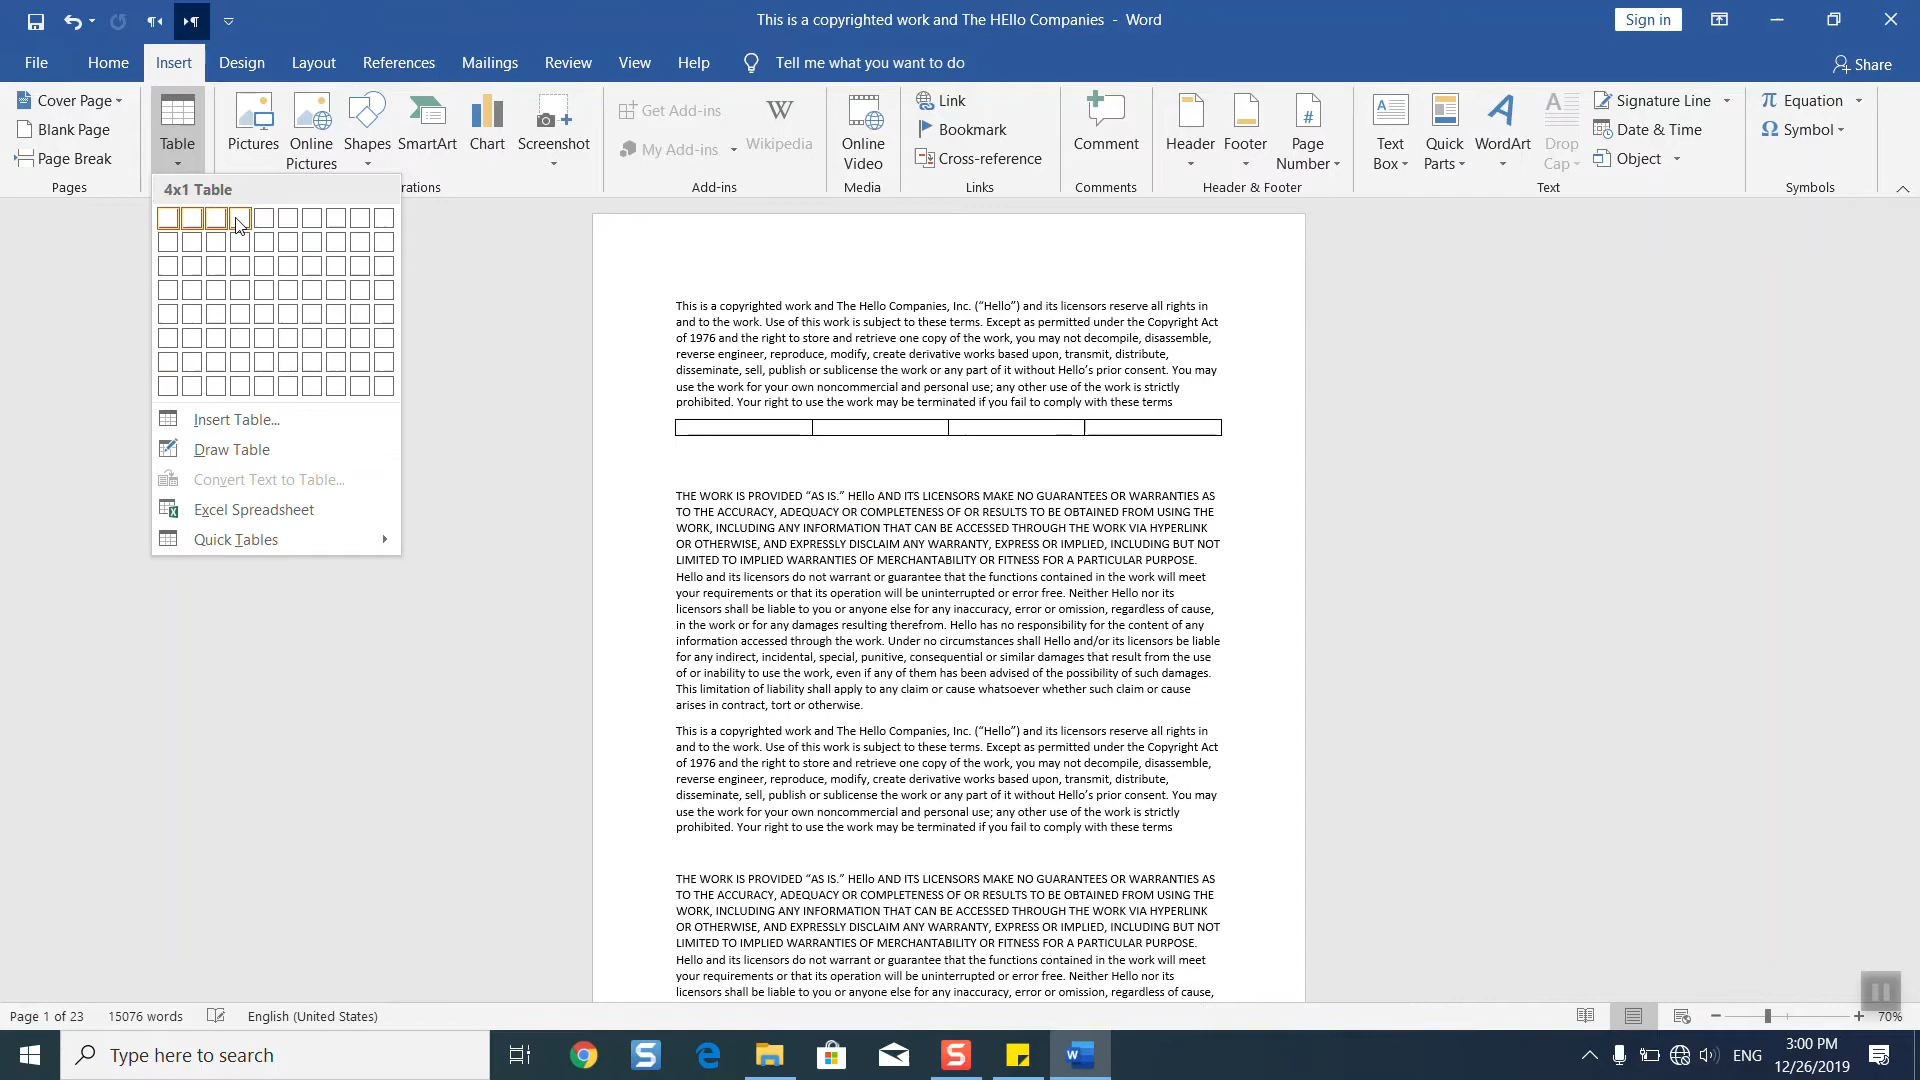 This is a copyrighted work and The HEllo Companies - Word
Sign in
File Home Insert Design Layout References Mailings Review View Help Tell me what you want to do Share
Cover Page
Blank Page
Page Break
Pages
Table
Pictures
Online Pictures
Shapes
SmartArt
Chart
Screenshot
rations
Get Add-ins
My Add-ins
Wikipedia
Add-ins
Online Video
Media
Link
Bookmark
Cross-reference
Links
Comment
Comments
Header
Footer
Page Number
Header & Footer
Text Box
Quick Parts
WordArt
Drop Cap
Signature Line
Date & Time
Object
Text
Equation
Symbol
Symbols
4x1 Table
Insert Table...
Draw Table
Convert Text to Table...
Excel Spreadsheet
Quick Tables
This is a copyrighted work and The Hello Companies, Inc. (“Hello”) and its licensors reserve all rights in
and to the work. Use of this work is subject to these terms. Except as permitted under the Copyright Act
of 1976 and the right to store and retrieve one copy of the work, you may not decompile, disassemble,
reverse engineer, reproduce, modify, create derivative works based upon, transmit, distribute,
disseminate, sell, publish or sublicense the work or any part of it without Hello’s prior consent. You may
use the work for your own noncommercial and personal use; any other use of the work is strictly
prohibited. Your right to use the work may be terminated if you fail to comply with these terms
THE WORK IS PROVIDED “AS IS.” HEllo AND ITS LICENSORS MAKE NO GUARANTEES OR WARRANTIES AS
TO THE ACCURACY, ADEQUACY OR COMPLETENESS OF OR RESULTS TO BE OBTAINED FROM USING THE
WORK, INCLUDING ANY INFORMATION THAT CAN BE ACCESSED THROUGH THE WORK VIA HYPERLINK
OR OTHERWISE, AND EXPRESSLY DISCLAIM ANY WARRANTY, EXPRESS OR IMPLIED, INCLUDING BUT NOT
LIMITED TO IMPLIED WARRANTIES OF MERCHANTABILITY OR FITNESS FOR A PARTICULAR PURPOSE.
Hello and its licensors do not warrant or guarantee that the functions contained in the work will meet
your requirements or that its operation will be uninterrupted or error free. Neither Hello nor its
licensors shall be liable to you or anyone else for any inaccuracy, error or omission, regardless of cause,
in the work or for any damages resulting therefrom. Hello has no responsibility for the content of any
information accessed through the work. Under no circumstances shall Hello and/or its licensors be liable
for any indirect, incidental, special, punitive, consequential or similar damages that result from the use
of or inability to use the work, even if any of them has been advised of the possibility of such damages.
This limitation of liability shall apply to any claim or cause whatsoever whether such claim or cause
arises in contract, tort or otherwise.
This is a copyrighted work and The Hello Companies, Inc. (“Hello”) and its licensors reserve all rights in
and to the work. Use of this work is subject to these terms. Except as permitted under the Copyright Act
of 1976 and the right to store and retrieve one copy of the work, you may not decompile, disassemble,
reverse engineer, reproduce, modify, create derivative works based upon, transmit, distribute,
disseminate, sell, publish or sublicense the work or any part of it without Hello’s prior consent. You may
use the work for your own noncommercial and personal use; any other use of the work is strictly
prohibited. Your right to use the work may be terminated if you fail to comply with these terms
THE WORK IS PROVIDED “AS IS.” HEllo AND ITS LICENSORS MAKE NO GUARANTEES OR WARRANTIES AS
TO THE ACCURACY, ADEQUACY OR COMPLETENESS OF OR RESULTS TO BE OBTAINED FROM USING THE
WORK, INCLUDING ANY INFORMATION THAT CAN BE ACCESSED THROUGH THE WORK VIA HYPERLINK
OR OTHERWISE, AND EXPRESSLY DISCLAIM ANY WARRANTY, EXPRESS OR IMPLIED, INCLUDING BUT NOT
LIMITED TO IMPLIED WARRANTIES OF MERCHANTABILITY OR FITNESS FOR A PARTICULAR PURPOSE.
Hello and its licensors do not warrant or guarantee that the functions contained in the work will meet
your requirements or that its operation will be uninterrupted or error free. Neither Hello nor its
licensors shall be liable to you or anyone else for any inaccuracy, error or omission, regardless of cause,
Page 1 of 23 15076 words English (United States) 70%
Type here to search
ENG
3:00 PM
12/26/2019